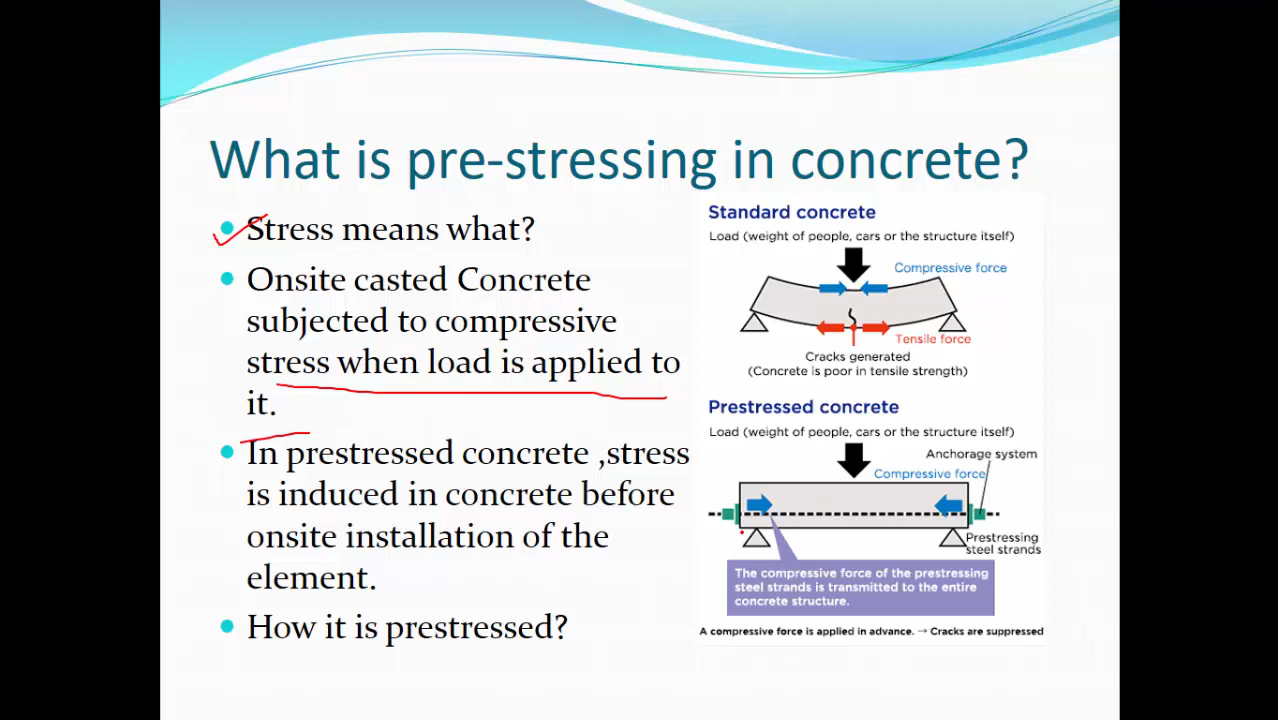 What is pre-stressing in concrete?
Stress means what?
Onsite casted Concrete
subjected to compressive
stress when load is applied to
it.
In prestressed concrete ,stress
is induced in concrete before
onsite installation of the
element.
How it is prestressed?
Standard concrete
Load (weight of people, cars or the structure itself)
Compressive force
Tensile force
Cracks generated
(Concrete is poor in tensile strength)
Prestressed concrete
Load (weight of people, cars or the structure itself)
Anchorage system
Compressive force
Prestressing
steel strands
The compressive force of the prestressing
steel strands is transmitted to the entire
concrete structure.
A compressive force is applied in advance. → Cracks are suppressed